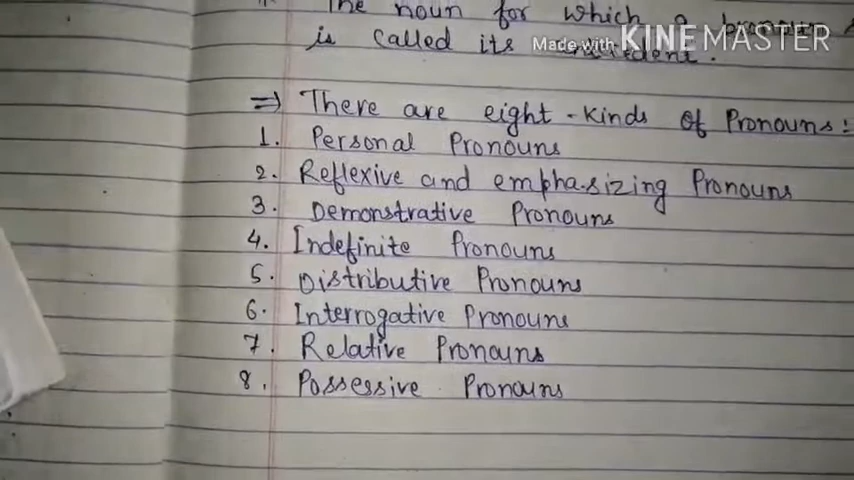 The noun for which a pronoun
is called its
Made with KINEMASTER
=> There are eight - kinds of Pronouns :
1. Personal Pronouns
2. Reflexive and emphasizing Pronouns
3. Demonstrative Pronouns
4. Indefinite Pronouns
5. Distributive Pronouns
6. Interrogative Pronouns
7. Relative Pronouns
8. Possessive Pronouns